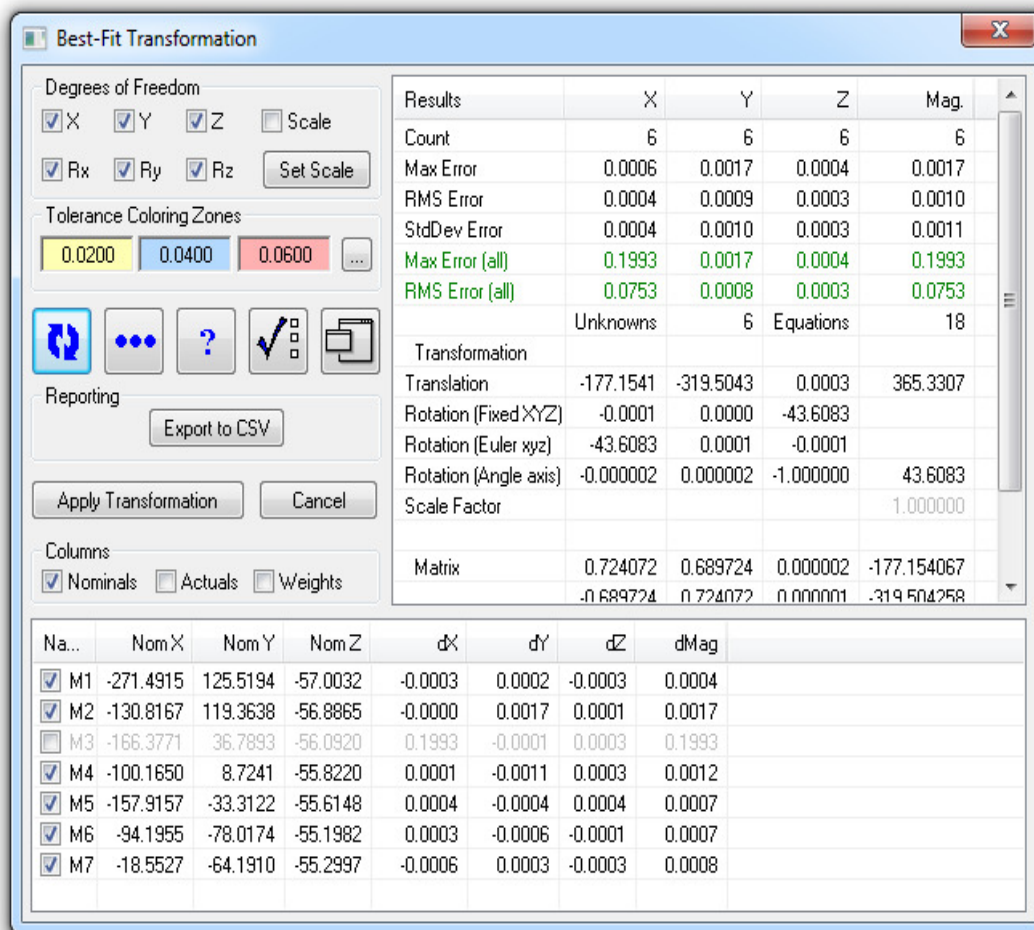 Best-Fit Transformation
Degrees of Freedom
X Y Z Scale
Rx Ry Rz Set Scale
Tolerance Coloring Zones
0.0200 0.0400 0.0600 ...
?
Reporting
Export to CSV
Apply Transformation Cancel
Columns
Nominals Actuals Weights
Results X Y Z Mag.
Count 6 6 6 6
Max Error 0.0006 0.0017 0.0004 0.0017
RMS Error 0.0004 0.0009 0.0003 0.0010
StdDev Error 0.0004 0.0010 0.0003 0.0011
Max Error (all) 0.1993 0.0017 0.0004 0.1993
RMS Error (all) 0.0753 0.0008 0.0003 0.0753
Unknowns 6 Equations 18
Transformation
Translation -177.1541 -319.5043 0.0003 365.3307
Rotation (Fixed XYZ) -0.0001 0.0000 -43.6083
Rotation (Euler xyz) -43.6083 0.0001 -0.0001
Rotation (Angle axis) -0.000002 0.000002 -1.000000 43.6083
Scale Factor 1.000000
Matrix 0.724072 0.689724 0.000002 -177.154067
-0.689724 0.724072 0.000001 -319.504258
Na... Nom X Nom Y Nom Z dX dY dZ dMag
M1 -271.4915 125.5194 -57.0032 -0.0003 0.0002 -0.0003 0.0004
M2 -130.8167 119.3638 -56.8865 -0.0000 0.0017 0.0001 0.0017
M3 -166.3771 36.7893 -56.0920 0.1993 -0.0001 0.0003 0.1993
M4 -100.1650 8.7241 -55.8220 0.0001 -0.0011 0.0003 0.0012
M5 -157.9157 -33.3122 -55.6148 0.0004 -0.0004 0.0004 0.0007
M6 -94.1955 -78.0174 -55.1982 0.0003 -0.0006 -0.0001 0.0007
M7 -18.5527 -64.1910 -55.2997 -0.0006 0.0003 -0.0003 0.0008